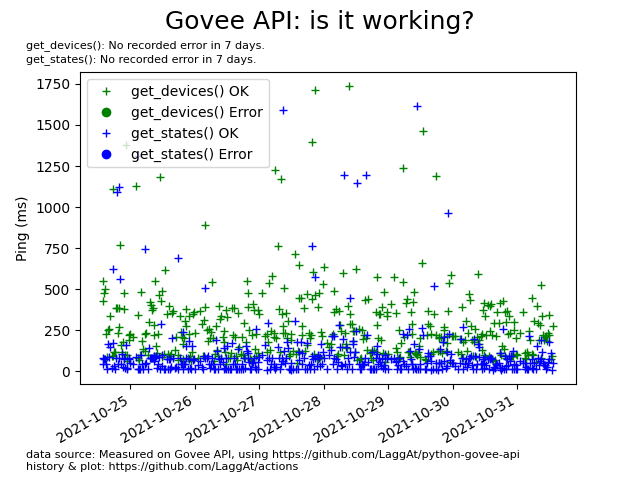 Govee API: is it working?
get_devices(): No recorded error in 7 days.
get_states(): No recorded error in 7 days.
get_devices() OK
get_devices() Error
get_states() OK
get_states() Error
Ping (ms)
1750
1500
1250
1000
750
500
250
0
2021-10-25
2021-10-26
2021-10-27
2021-10-28
2021-10-29
2021-10-30
2021-10-31
data source: Measured on Govee API, using https://github.com/LaggAt/python-govee-api
history & plot: https://github.com/LaggAt/actions